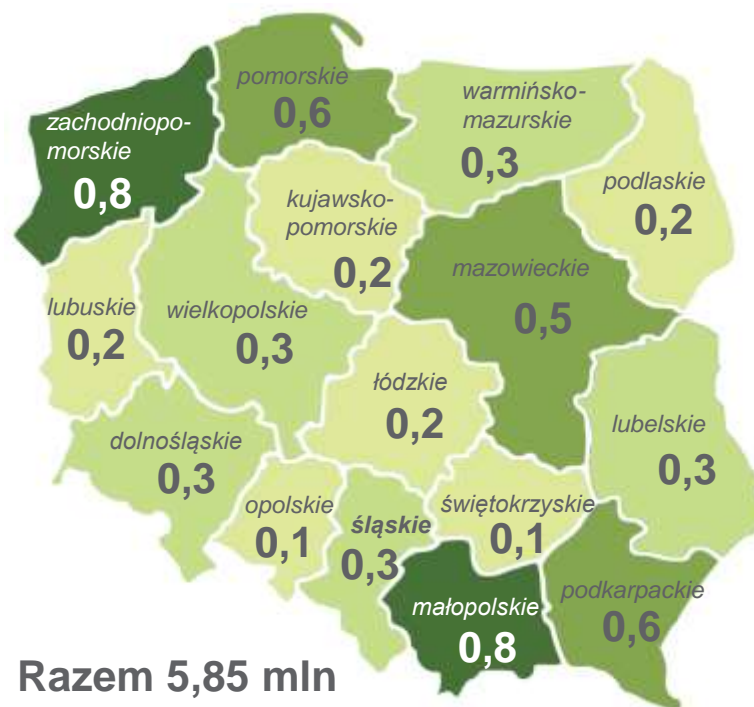 pomorskie
0,6
warmińsko-
mazurskie
0,3
zachodniopo-
morskie
0,8
podlaskie
0,2
kujawsko-
pomorskie
0,2
mazowieckie
0,5
lubuskie
0,2
wielkopolskie
0,3
łódzkie
0,2
lubelskie
0,3
dolnośląskie
0,3
opolskie
0,1
śląskie
0,3
świętokrzyskie
0,1
małopolskie
0,8
podkarpackie
0,6
Razem 5,85 mln